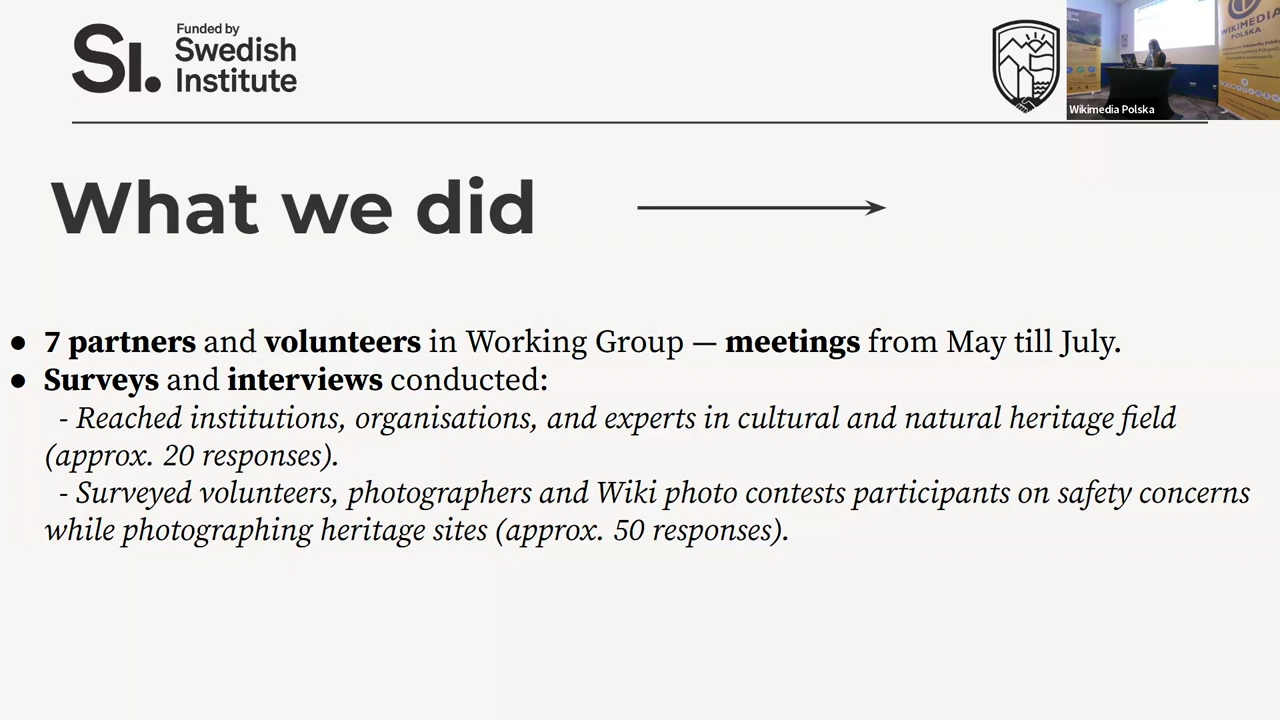 Funded by
Swedish
Institute
SI.
WIKIMEDIA
POLSKA
Wikimedia Polska
What we did
● 7 partners and volunteers in Working Group — meetings from May till July.
● Surveys and interviews conducted:
- Reached institutions, organisations, and experts in cultural and natural heritage field
(approx. 20 responses).
- Surveyed volunteers, photographers and Wiki photo contests participants on safety concerns
while photographing heritage sites (approx. 50 responses).